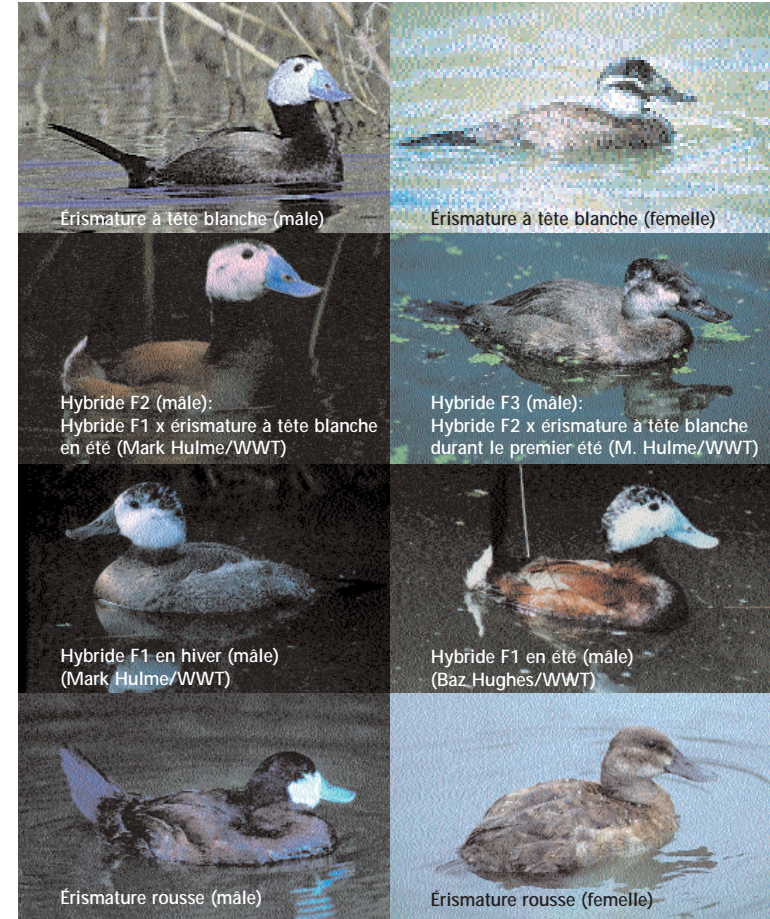 Érismature à tête blanche (mâle)
Érismature à tête blanche (femelle)
Hybride F2 (mâle):
Hybride F1 x érismature à tête blanche
en été (Mark Hulme/WWT)
Hybride F3 (mâle):
Hybride F2 x érismature à tête blanche
durant le premier été (M. Hulme/WWT)
Hybride F1 en hiver (mâle)
(Mark Hulme/WWT)
Hybride F1 en été (mâle)
(Baz Hughes/WWT)
Érismature rousse (mâle)
Érismature rousse (femelle)